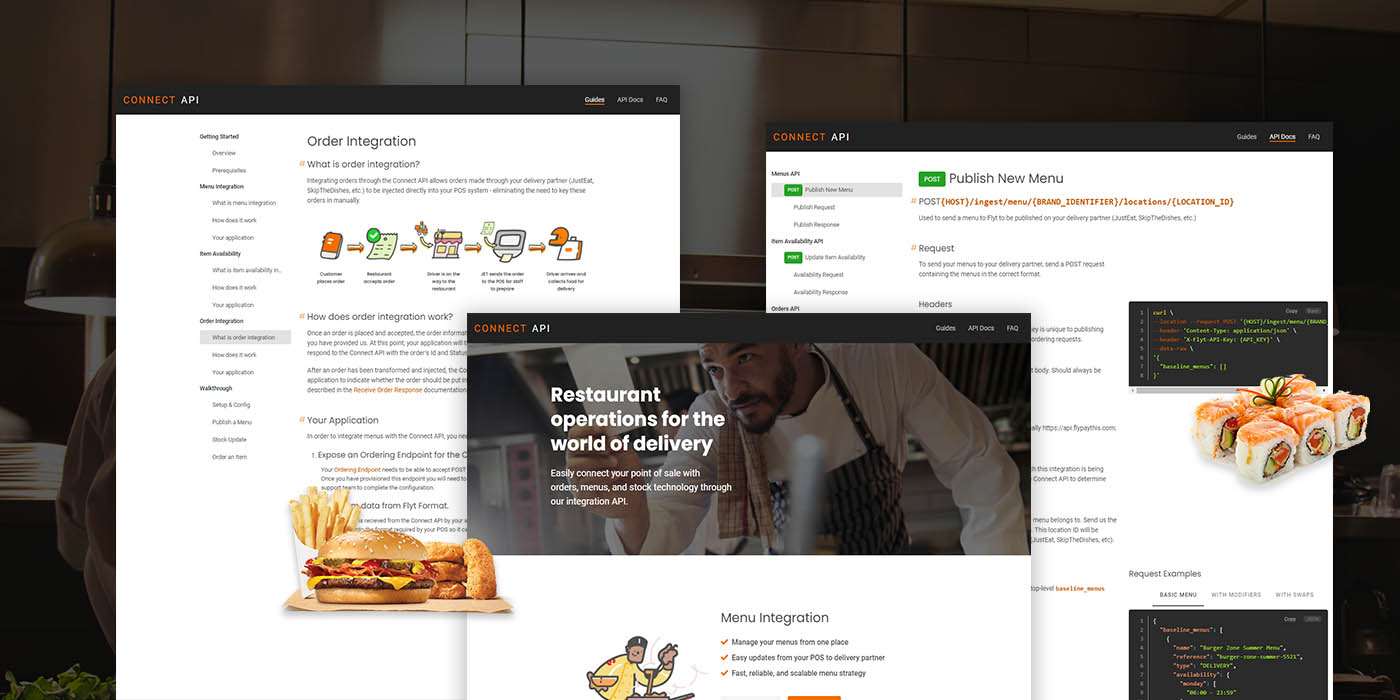 CONNECT API
Guides API Docs FAQ
Getting Started
Overview
Prerequisites
Menu Integration
What is menu integration
How does it work
Your application
Item Availability
What is item availability in...
How does it work
Your application
Order Integration
What is order integration
How does it work
Your application
Walkthrough
Setup & Config
Publish a Menu
Stock Update
Order an Item
Order Integration
# What is order integration?
Integrating orders through the Connect API allows orders made through your delivery partner (JustEat,
SkipTheDishes, etc.) to be injected directly into your POS system - eliminating the need to key these
orders in manually.
Customer
places order
Restaurant
accepts order
Driver is on the
way to the
restaurant
JET sends the order
to the POS for staff
to prepare
Driver arrives and
collects food for
delivery
# How does order integration work?
Once an order is placed and accepted, the order informat
you have provided us. At this point, your application will th
respond to the Connect API with the order's Id and Status
After an order has been transformed and injected, the Co
application to indicate whether the order should be put in
described in the Receive Order Response documentation
# Your Application
In order to integrate menus with the Connect API, you nee
1. Expose an Ordering Endpoint for the C
Your Ordering Endpoint needs to be able to accept POST
Once you have provisioned this endpoint you will need to
support team to complete the configuration.
data from Flyt Format.
is recieved from the Connect API by your a
into the format required by your POS so it c
CONNECT API
Guides API Docs FAQ
Restaurant
operations for the
world of delivery
Easily connect your point of sale with
orders, menus, and stock technology through
our integration API.
Menu Integration
Manage your menus from one place
Easy updates from your POS to delivery partner
Fast, reliable, and scalable menu strategy
CONNECT API
Guides API Docs FAQ
Menus API
POST Publish New Menu
Publish Request
Publish Response
Item Availability API
POST Update Item Availability
Availability Request
Availability Response
Orders API
POST Publish New Menu
# POST{HOST}/ingest/menu/{BRAND_IDENTIFIER}/locations/{LOCATION_ID}
Used to send a menu to Flyt to be published on your delivery partner (JustEat, SkipTheDishes, etc.)
# Request
To send your menus to your delivery partner, send a POST request
containing the menus in the correct format.
Headers
ey is unique to publishing
ordering requests.
t body. Should always be
ally https://api.flypaythis.com;
h this integration is being
e Connect API to determine
menu belongs to. Send us the
This location ID will be
(JustEat, SkipTheDishes, etc).
top-level baseline_menus
Copy
1 curl \
2 --location --request POST '{HOST}/ingest/menu/{BRAND
3 --header 'Content-Type: application/json' \
4 --header 'X-Flyt-API-Key: {API_KEY}' \
5 --data-raw \
6 '{
7 "baseline_menus": []
8 }'
Request Examples
BASIC MENU WITH MODIFIERS WITH SWAPS
Copy JSON
1 {
2 "baseline_menus": [
3 {
4 "name": "Burger Zone Summer Menu",
5 "reference": "burger-zone-summer-5521",
6 "type": "DELIVERY",
7 "availability": {
8 "monday": [
9 "06:00 - 23:59"